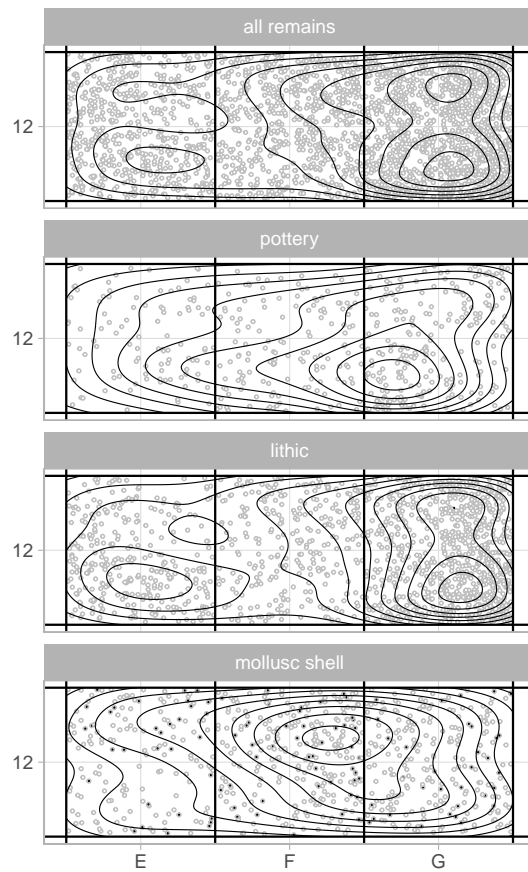 all remains
12
pottery
12
lithic
12
mollusc shell
12
E F G